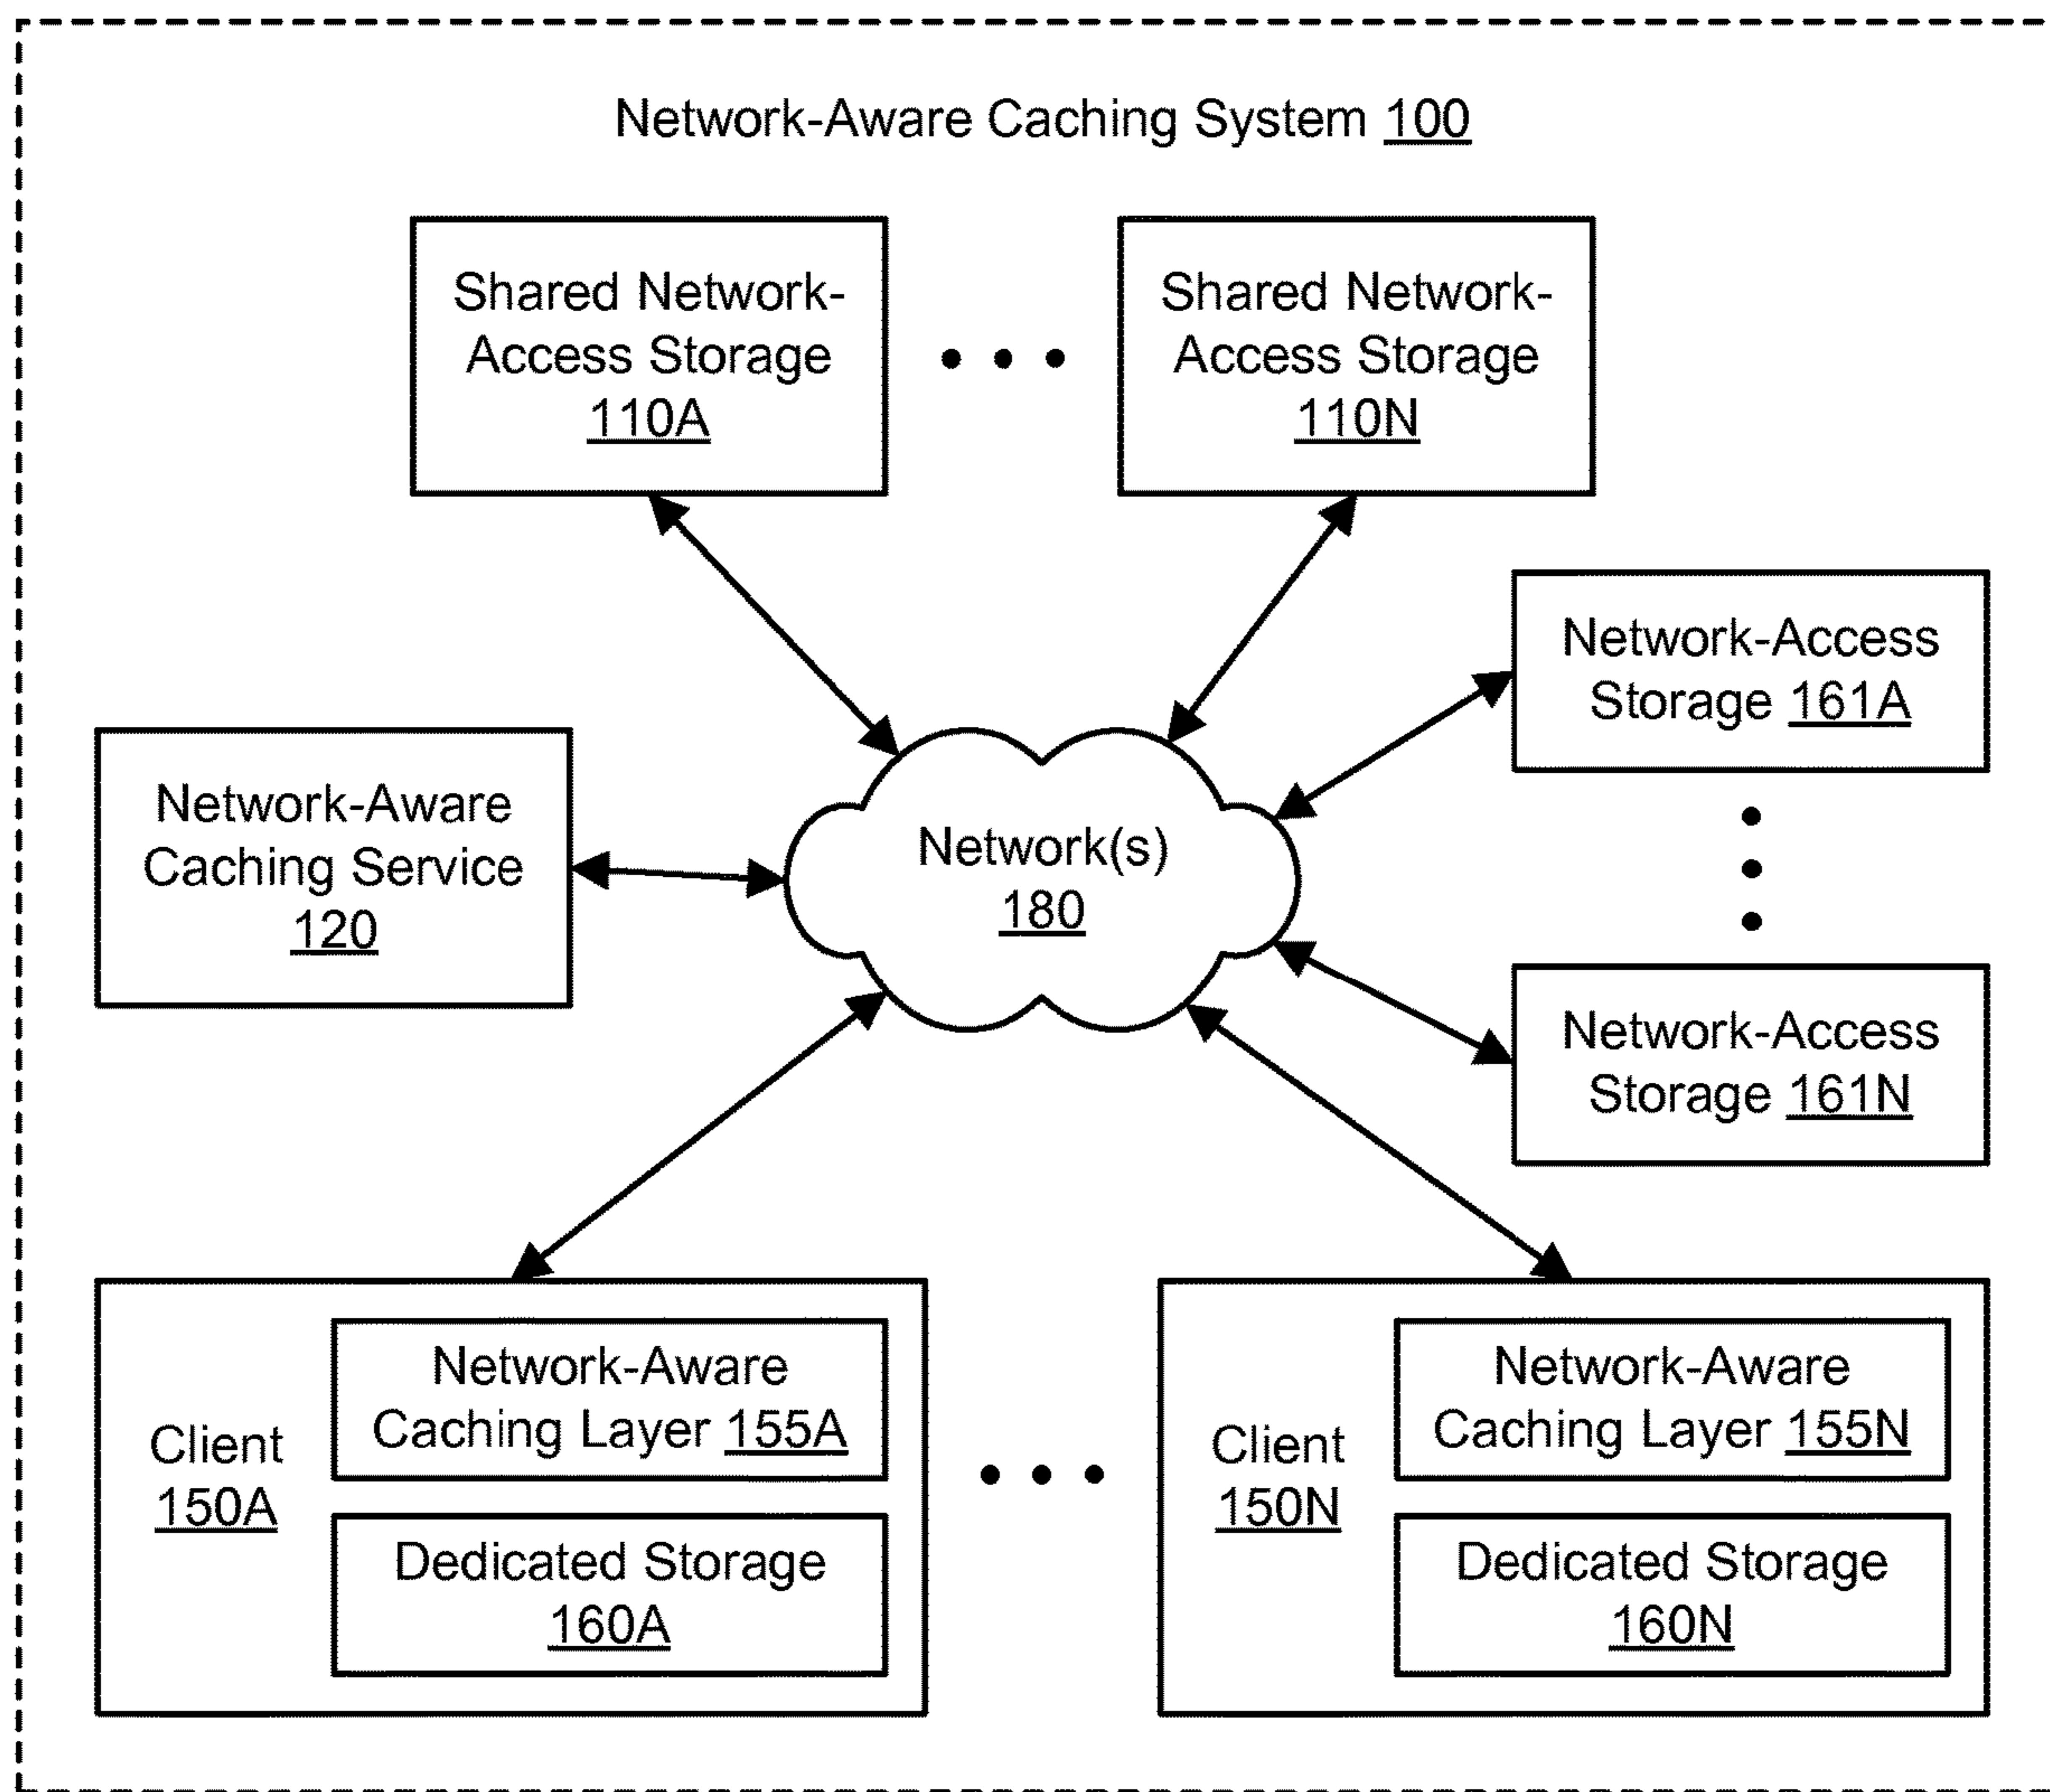 Network-Aware Caching System 100
Shared Network-
Access Storage
110A
Shared Network-
Access Storage
110N
Network-Access
Storage 161A
Network-Aware
Caching Service
120
Network(s)
180
Network-Access
Storage 161N
Client
150A
Network-Aware
Caching Layer 155A
Dedicated Storage
160A
Client
150N
Network-Aware
Caching Layer 155N
Dedicated Storage
160N